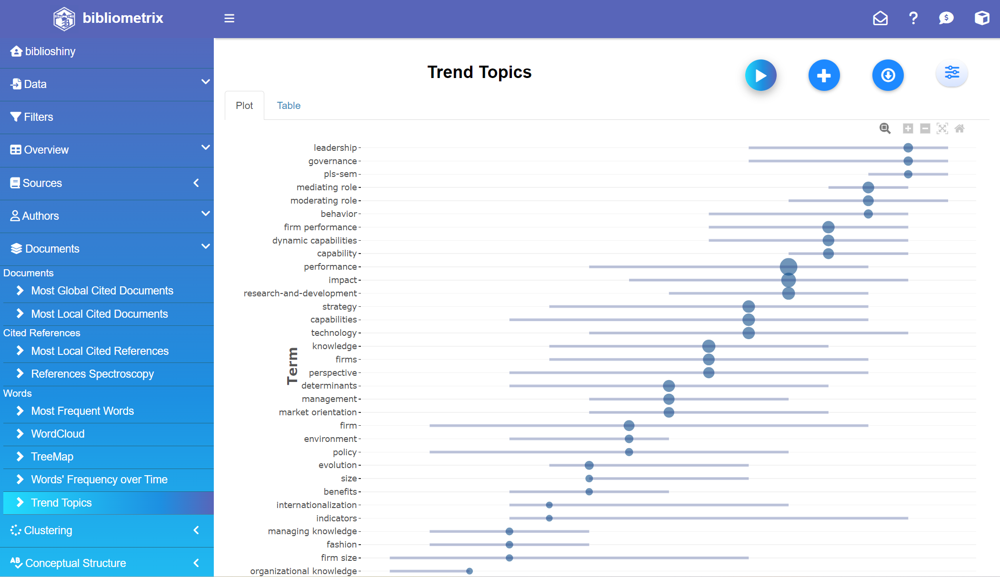 bibliometrix
biblioshiny
Data
Filters
Overview
Sources
Authors
Documents
Documents
Most Global Cited Documents
Most Local Cited Documents
Cited References
Most Local Cited References
References Spectroscopy
Words
Most Frequent Words
WordCloud
TreeMap
Words' Frequency over Time
Trend Topics
Clustering
Conceptual Structure
Trend Topics
Plot
Table
Term
leadership
governance
pls-sem
mediating role
moderating role
behavior
firm performance
dynamic capabilities
capability
performance
impact
research-and-development
strategy
capabilities
technology
knowledge
firms
perspective
determinants
management
market orientation
firm
environment
policy
evolution
size
benefits
internationalization
indicators
managing knowledge
fashion
firm size
organizational knowledge